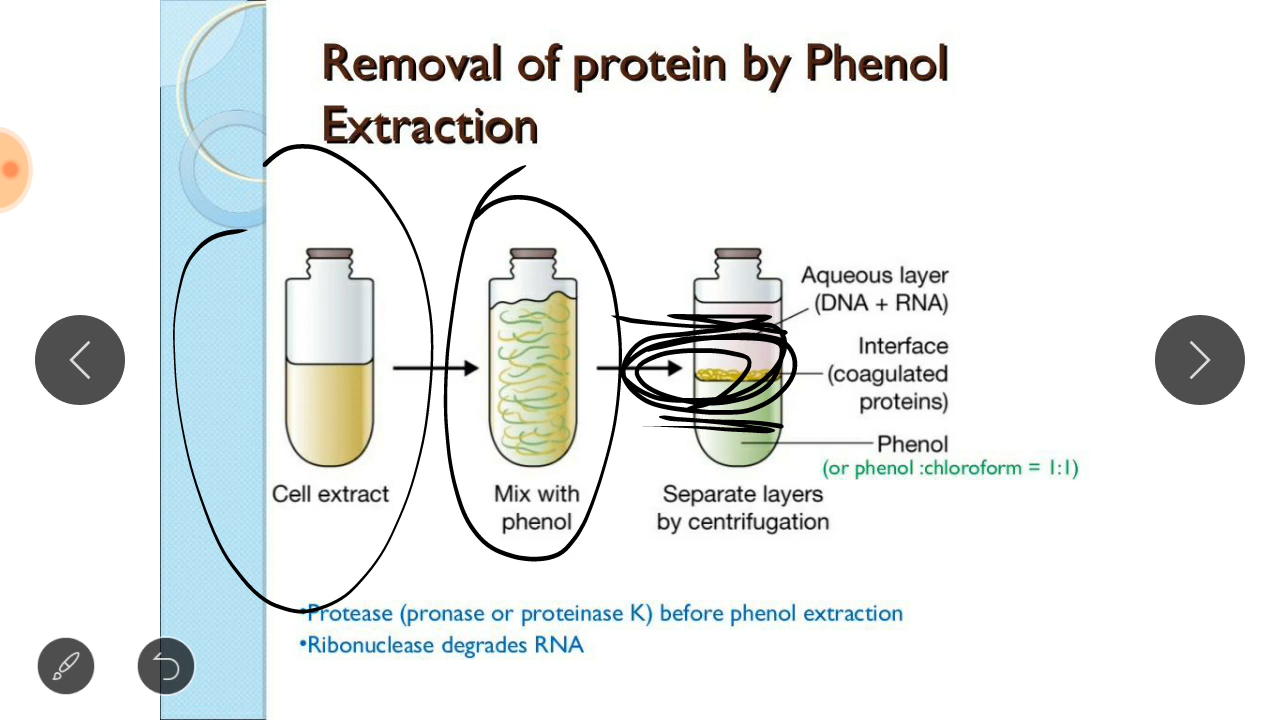 Removal of protein by Phenol
Extraction
Aqueous layer
(DNA + RNA)
Interface
(coagulated
proteins)
Phenol
(or phenol :chloroform = 1:1)
Cell extract
Mix with
phenol
Separate layers
by centrifugation
•Protease (pronase or proteinase K) before phenol extraction
•Ribonuclease degrades RNA